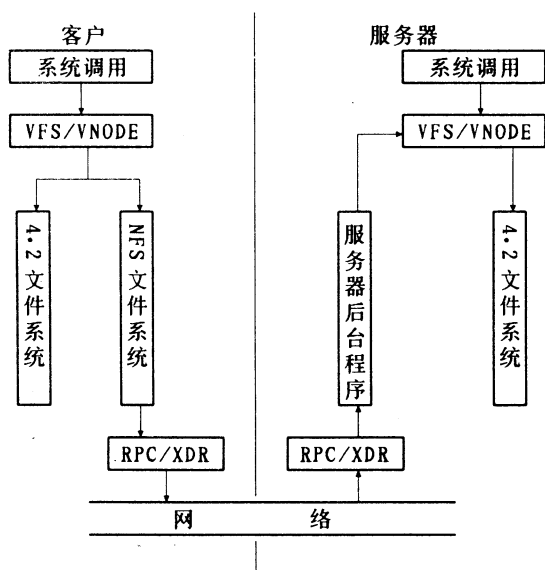 客户
系统调用
VFS/VNODE
4.2文件系统
NFS文件系统
RPC/XDR
服务器
系统调用
VFS/VNODE
服务器后台程序
4.2文件系统
RPC/XDR
网 络